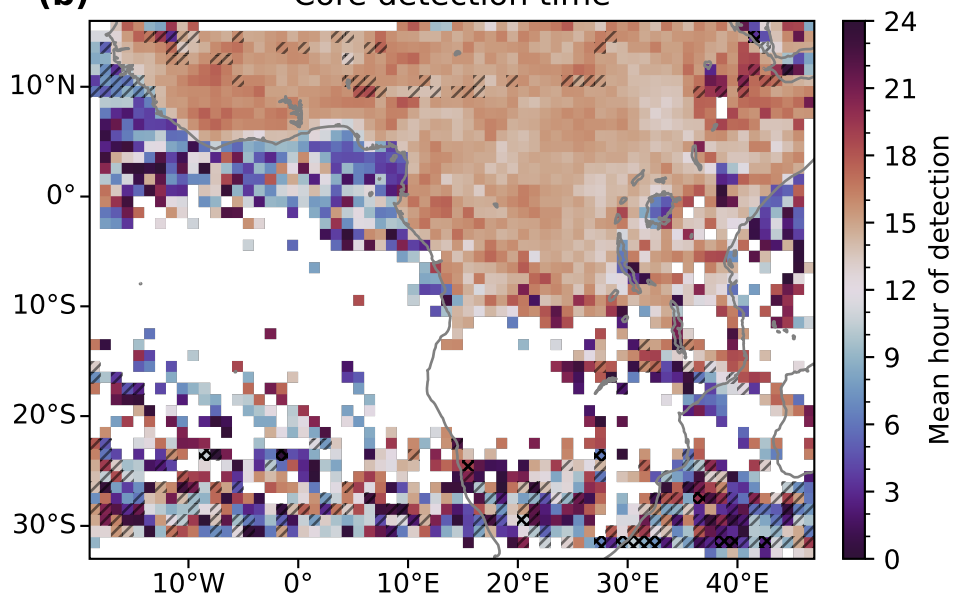 (b) Core detection time
24
21
18
15
12
9
6
3
0
Mean hour of detection
10°N
0°
10°S
20°S
30°S
10°W 0° 10°E 20°E 30°E 40°E